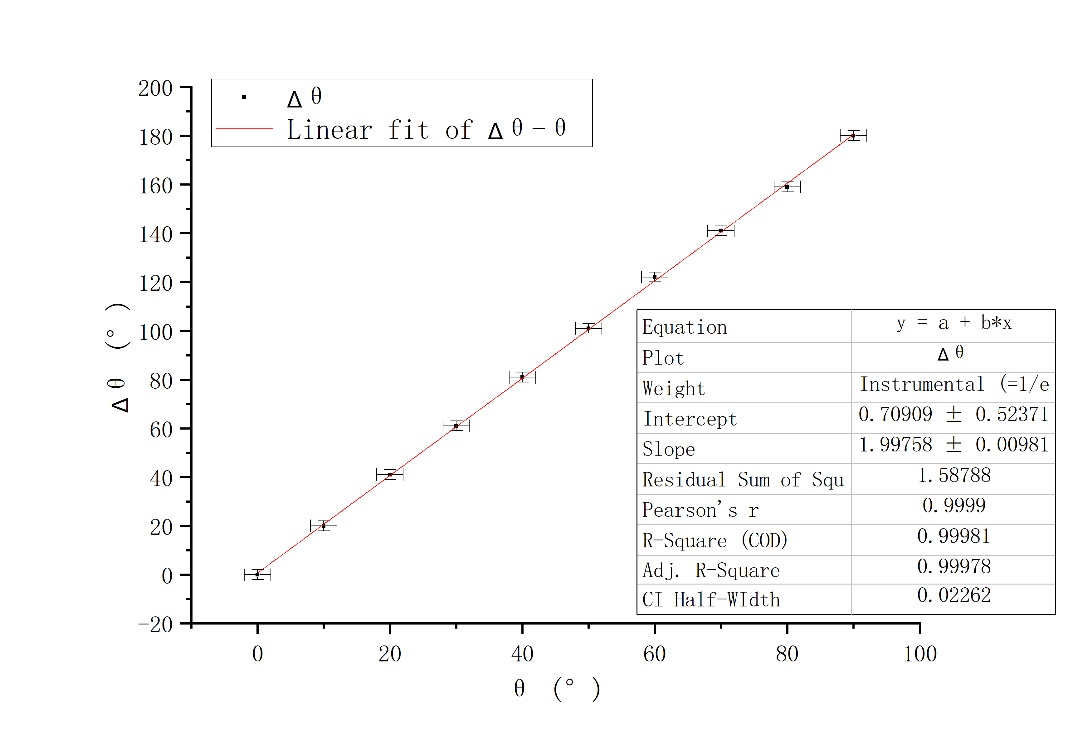 200
180
160
140
120
100
80
60
40
20
0
-20
Δθ (°)
Δθ
Linear fit of Δθ-θ
Equation y = a + b*x
Plot Δθ
Weight Instrumental (=1/e
Intercept 0.70909 ± 0.52371
Slope 1.99758 ± 0.00981
Residual Sum of Squ 1.58788
Pearson's r 0.9999
R-Square (COD) 0.99981
Adj. R-Square 0.99978
CI Half-WIdth 0.02262
0 20 40 60 80 100
θ (°)